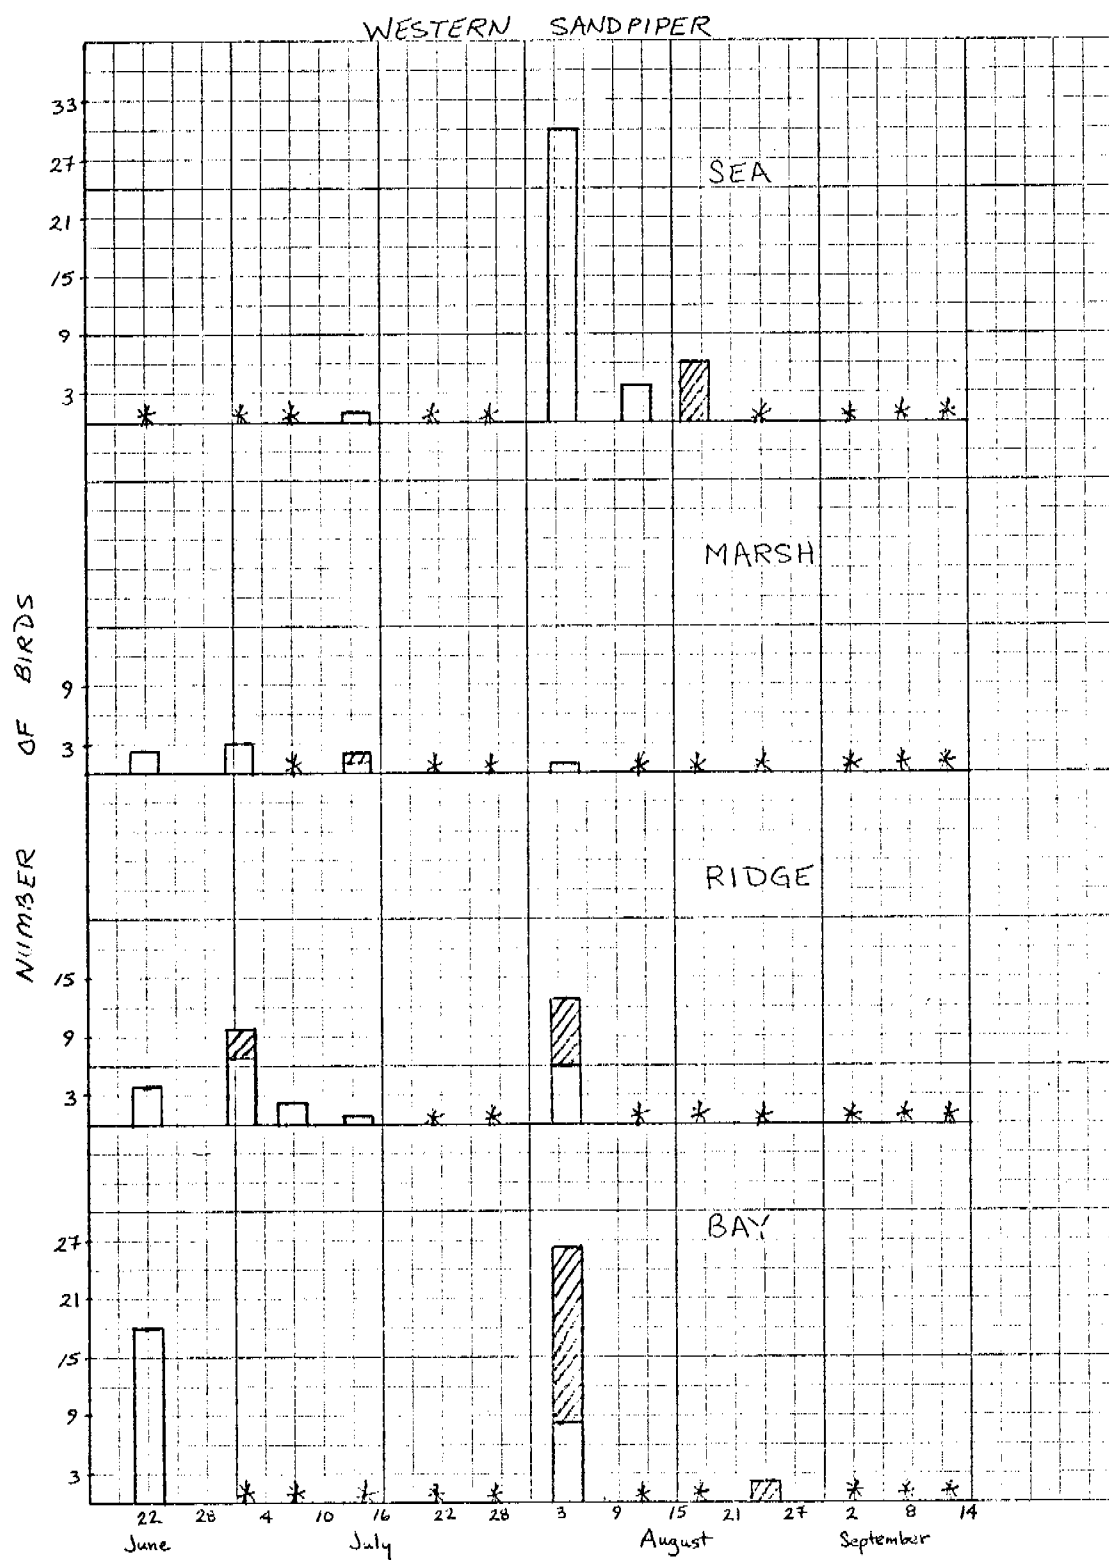 WESTERN SANDPIPER
33
27
SEA
21
15
9
3
* * * * * * * * *
MARSH
NUMBER OF BIRDS
9
3
* * * * * * * * *
RIDGE
15
9
3
* * * * * * * *
BAY
27
21
15
9
3
* * * * * * * * * *
22 28 4 10 16 22 28 3 9 15 21 27 2 8 14
June July August September